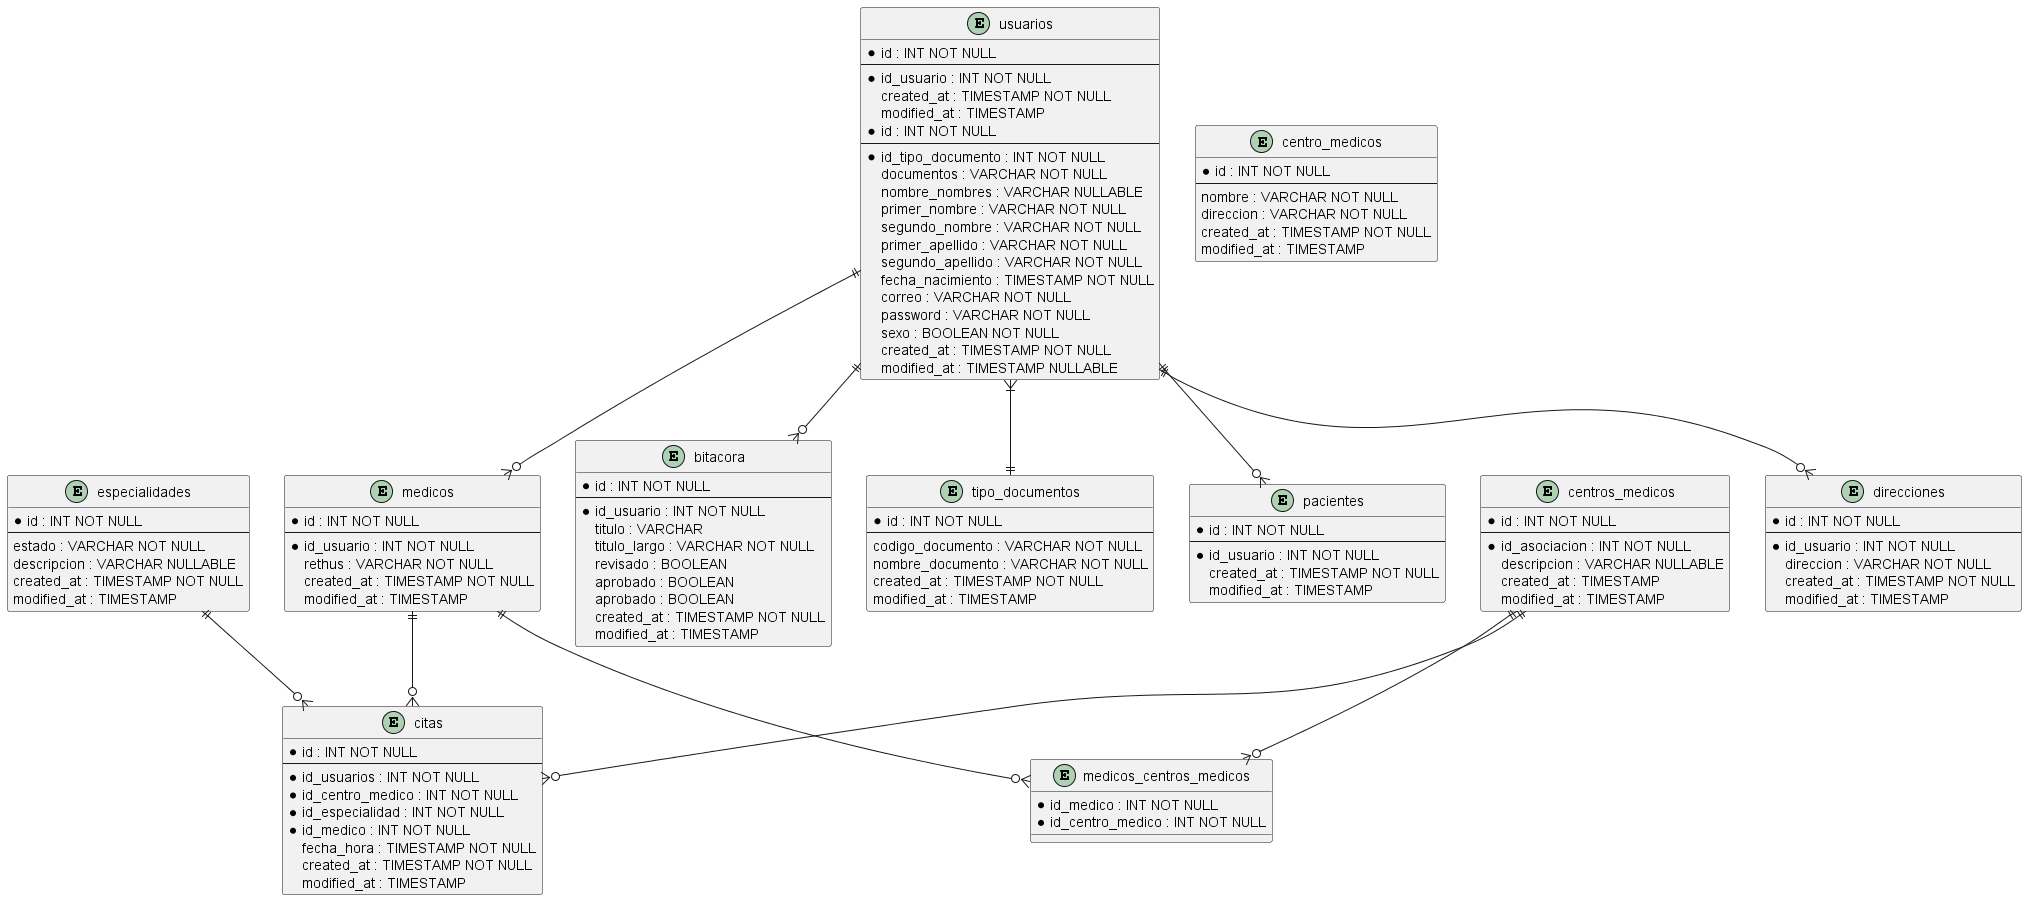 E usuarios
id : INT NOT NULL
id_usuario : INT NOT NULL
created_at : TIMESTAMP NOT NULL
modified_at : TIMESTAMP
id : INT NOT NULL
id_tipo_documento : INT NOT NULL
documentos : VARCHAR NOT NULL
nombre_nombres : VARCHAR NULLABLE
primer_nombre : VARCHAR NOT NULL
segundo_nombre : VARCHAR NOT NULL
primer_apellido : VARCHAR NOT NULL
segundo_apellido : VARCHAR NOT NULL
fecha_nacimiento : TIMESTAMP NOT NULL
correo : VARCHAR NOT NULL
password : VARCHAR NOT NULL
sexo : BOOLEAN NOT NULL
created_at : TIMESTAMP NOT NULL
modified_at : TIMESTAMP NULLABLE
E centro_medicos
id : INT NOT NULL
nombre : VARCHAR NOT NULL
direccion : VARCHAR NOT NULL
created_at : TIMESTAMP NOT NULL
modified_at : TIMESTAMP
E especialidades
id : INT NOT NULL
estado : VARCHAR NOT NULL
descripcion : VARCHAR NULLABLE
created_at : TIMESTAMP NOT NULL
modified_at : TIMESTAMP
E medicos
id : INT NOT NULL
id_usuario : INT NOT NULL
rethus : VARCHAR NOT NULL
created_at : TIMESTAMP NOT NULL
modified_at : TIMESTAMP
E bitacora
id : INT NOT NULL
id_usuario : INT NOT NULL
titulo : VARCHAR
titulo_largo : VARCHAR NOT NULL
revisado : BOOLEAN
aprobado : BOOLEAN
aprobado : BOOLEAN
created_at : TIMESTAMP NOT NULL
modified_at : TIMESTAMP
E tipo_documentos
id : INT NOT NULL
codigo_documento : VARCHAR NOT NULL
nombre_documento : VARCHAR NOT NULL
created_at : TIMESTAMP NOT NULL
modified_at : TIMESTAMP
E pacientes
id : INT NOT NULL
id_usuario : INT NOT NULL
created_at : TIMESTAMP NOT NULL
modified_at : TIMESTAMP
E centros_medicos
id : INT NOT NULL
id_asociacion : INT NOT NULL
descripcion : VARCHAR NULLABLE
created_at : TIMESTAMP
modified_at : TIMESTAMP
E direcciones
id : INT NOT NULL
id_usuario : INT NOT NULL
direccion : VARCHAR NOT NULL
created_at : TIMESTAMP NOT NULL
modified_at : TIMESTAMP
E citas
id : INT NOT NULL
id_usuarios : INT NOT NULL
id_centro_medico : INT NOT NULL
id_especialidad : INT NOT NULL
id_medico : INT NOT NULL
fecha_hora : TIMESTAMP NOT NULL
created_at : TIMESTAMP NOT NULL
modified_at : TIMESTAMP
E medicos_centros_medicos
id_medico : INT NOT NULL
id_centro_medico : INT NOT NULL